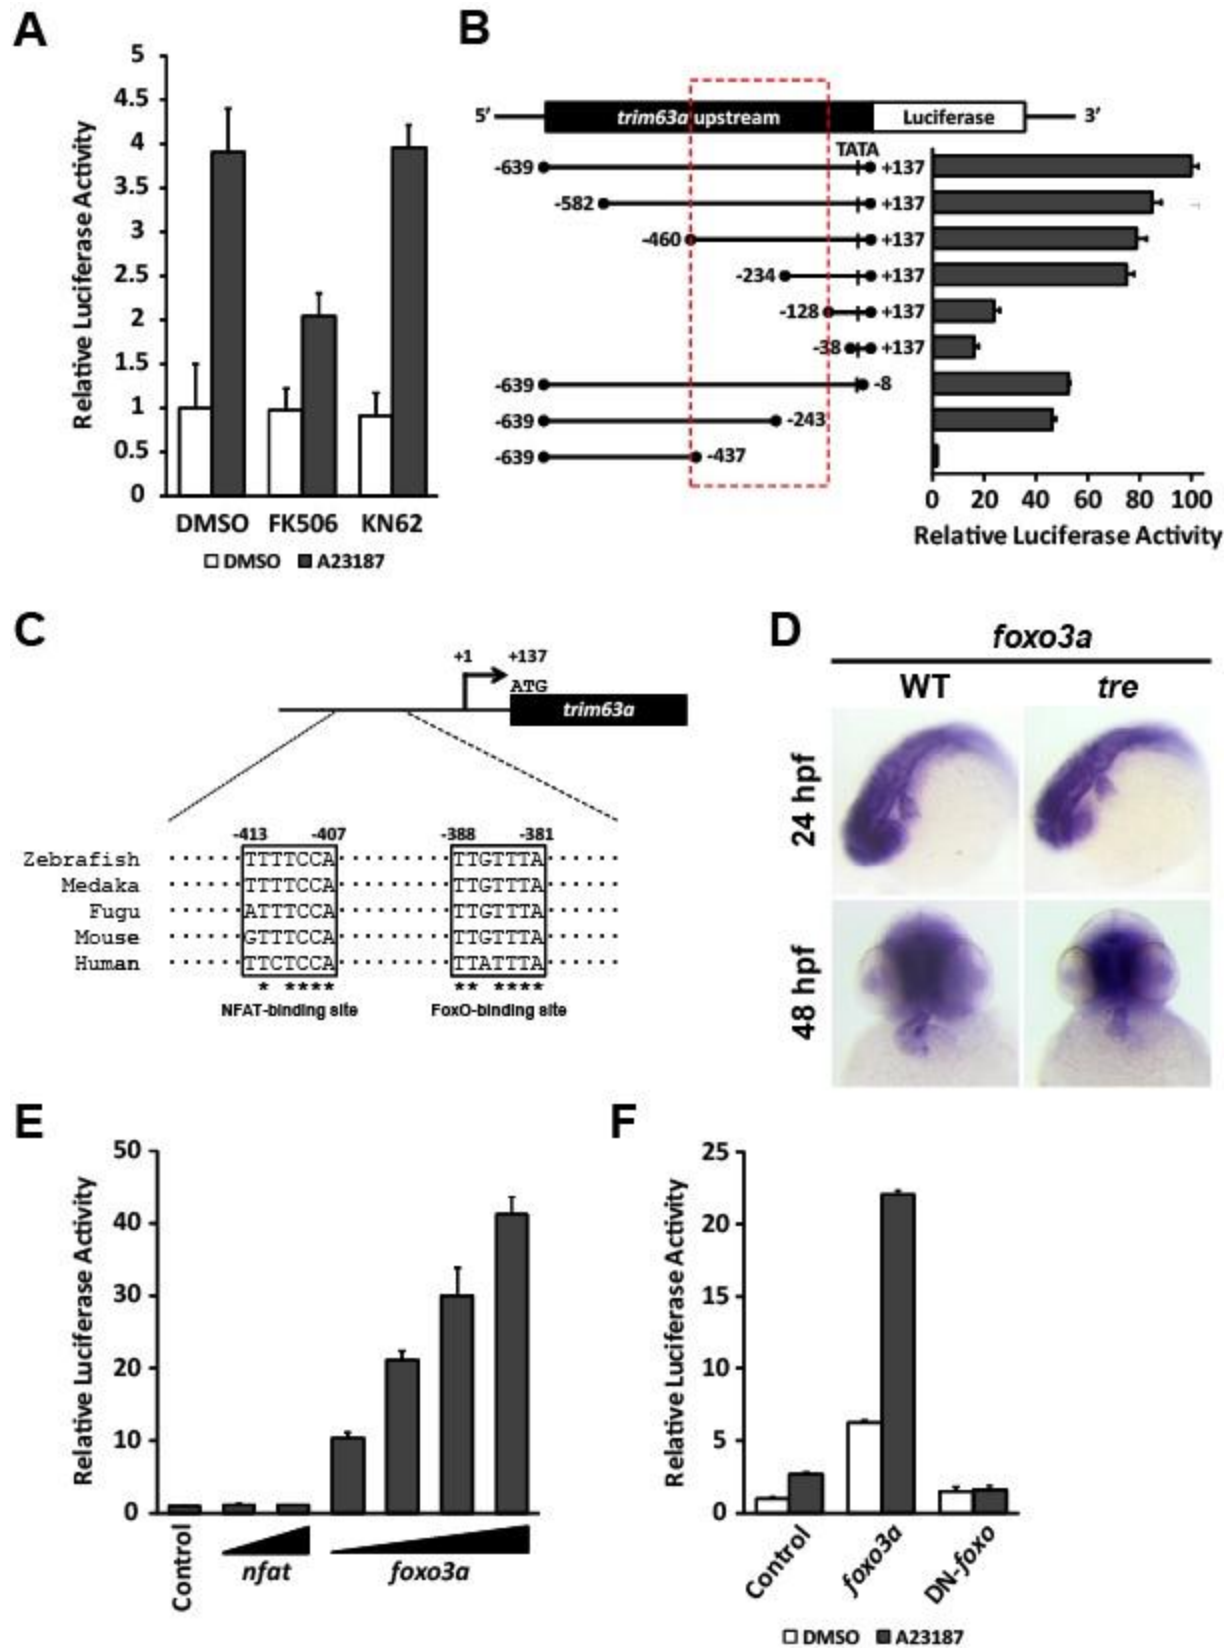 A
Relative Luciferase Activity
5
4.5
4
3.5
3
2.5
2
1.5
1
0.5
0
DMSO FK506 KN62
DMSO A23187
B
5' trim63a upstream Luciferase 3'
TATA
-639 +137
-582 +137
-460 +137
-234 +137
-128 +137
-38 +137
-639 -8
-639 -243
-639 -437
0 20 40 60 80 100
Relative Luciferase Activity
C
+1 +137
ATG
trim63a
-413 -407 -388 -381
Zebrafish ······TTTTCCA·········TTGTTTA······
Medaka ······TTTTCCA·········TTGTTTA······
Fugu ······ATTTCCA·········TTGTTTA······
Mouse ······GTTTCCA·········TTGTTTA······
Human ······TTCTCCA·········TTATTTA······
* **** ** ****
NFAT-binding site FoxO-binding site
D
foxo3a
WT tre
24 hpf
48 hpf
E
Relative Luciferase Activity
50
40
30
20
10
0
Control nfat foxo3a
F
Relative Luciferase Activity
25
20
15
10
5
0
Control foxo3a DN-foxo
DMSO A23187